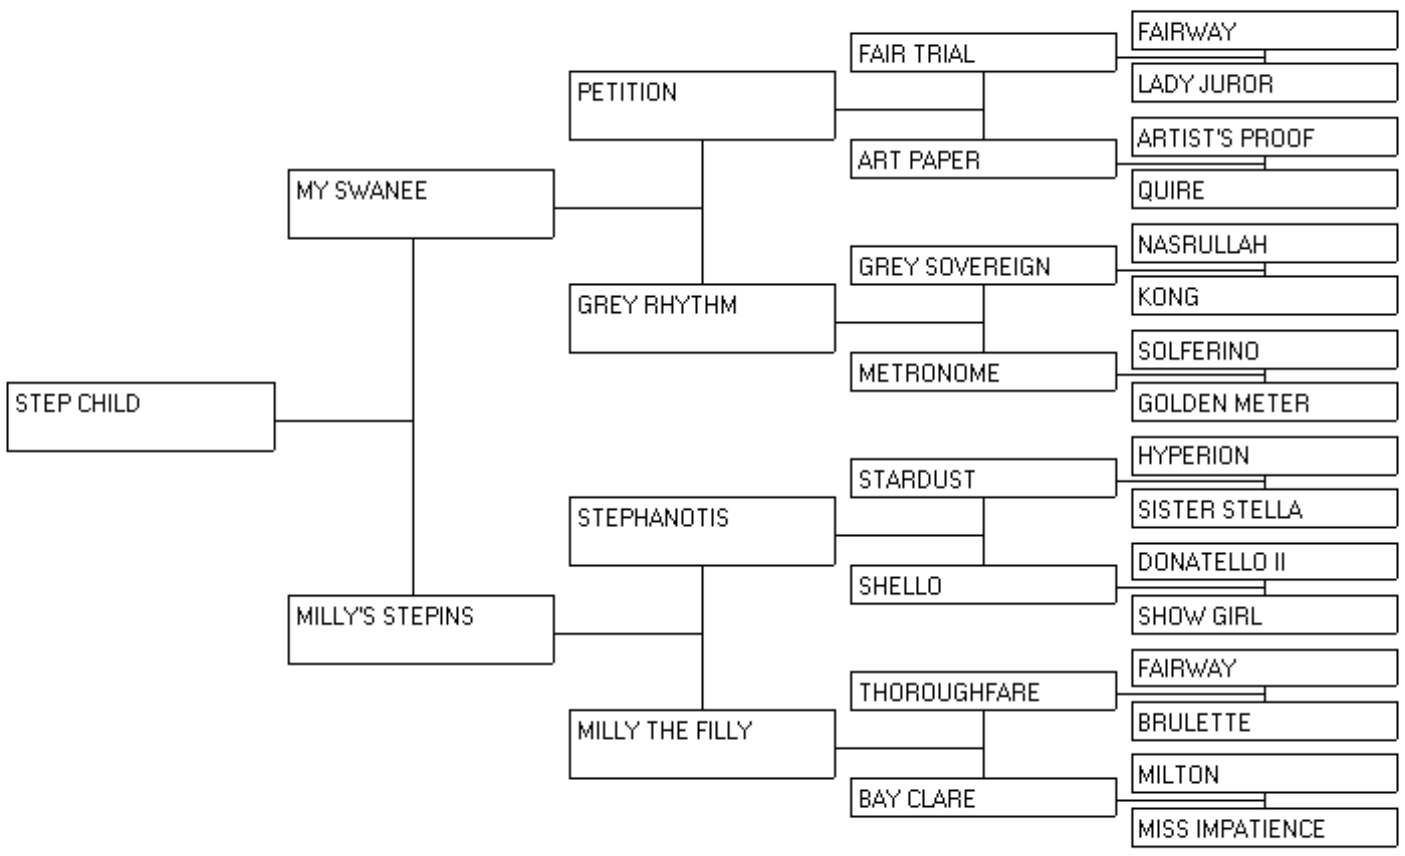 FAIRWAY
FAIR TRIAL
LADY JUROR
PETITION
ARTIST'S PROOF
ART PAPER
QUIRE
MY SWANEE
NASRULLAH
GREY SOVEREIGN
KONG
GREY RHYTHM
SOLFERINO
METRONOME
GOLDEN METER
STEP CHILD
HYPERION
STARDUST
SISTER STELLA
STEPHANOTIS
DONATELLO II
SHELLO
SHOW GIRL
MILLY'S STEPINS
FAIRWAY
THOROUGHFARE
BRULETTE
MILLY THE FILLY
MILTON
BAY CLARE
MISS IMPATIENCE